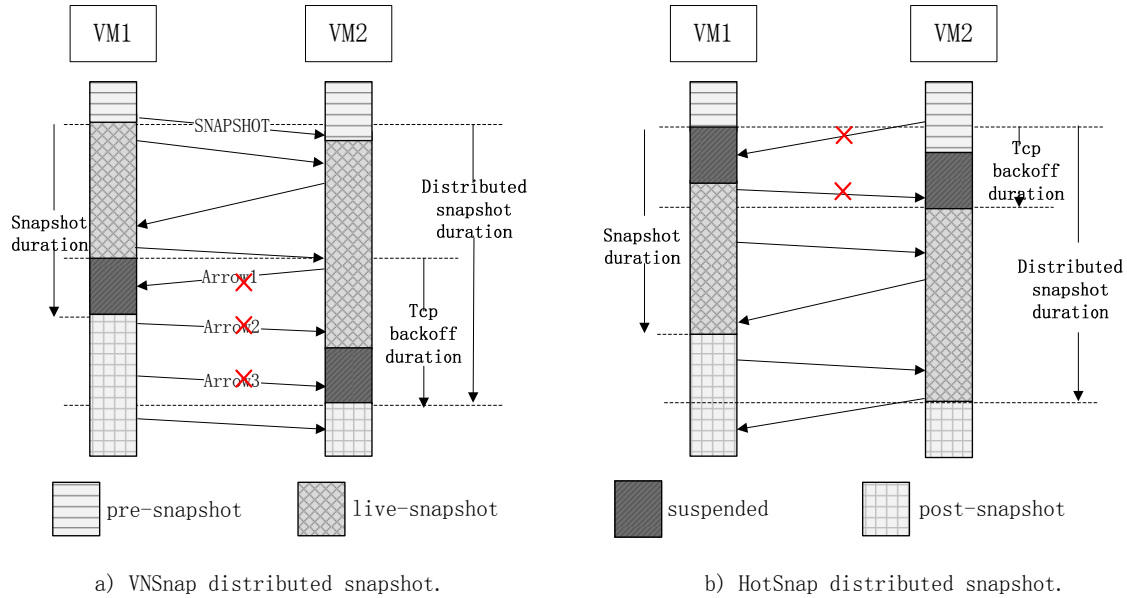 VM1
VM2
SNAPSHOT
Snapshot
duration
Distributed
snapshot
duration
Arrow1
Arrow2
Arrow3
Tcp
backoff
duration
VM1
VM2
Tcp
backoff
duration
Snapshot
duration
Distributed
snapshot
duration
pre-snapshot
live-snapshot
suspended
post-snapshot
a) VNSnap distributed snapshot.
b) HotSnap distributed snapshot.